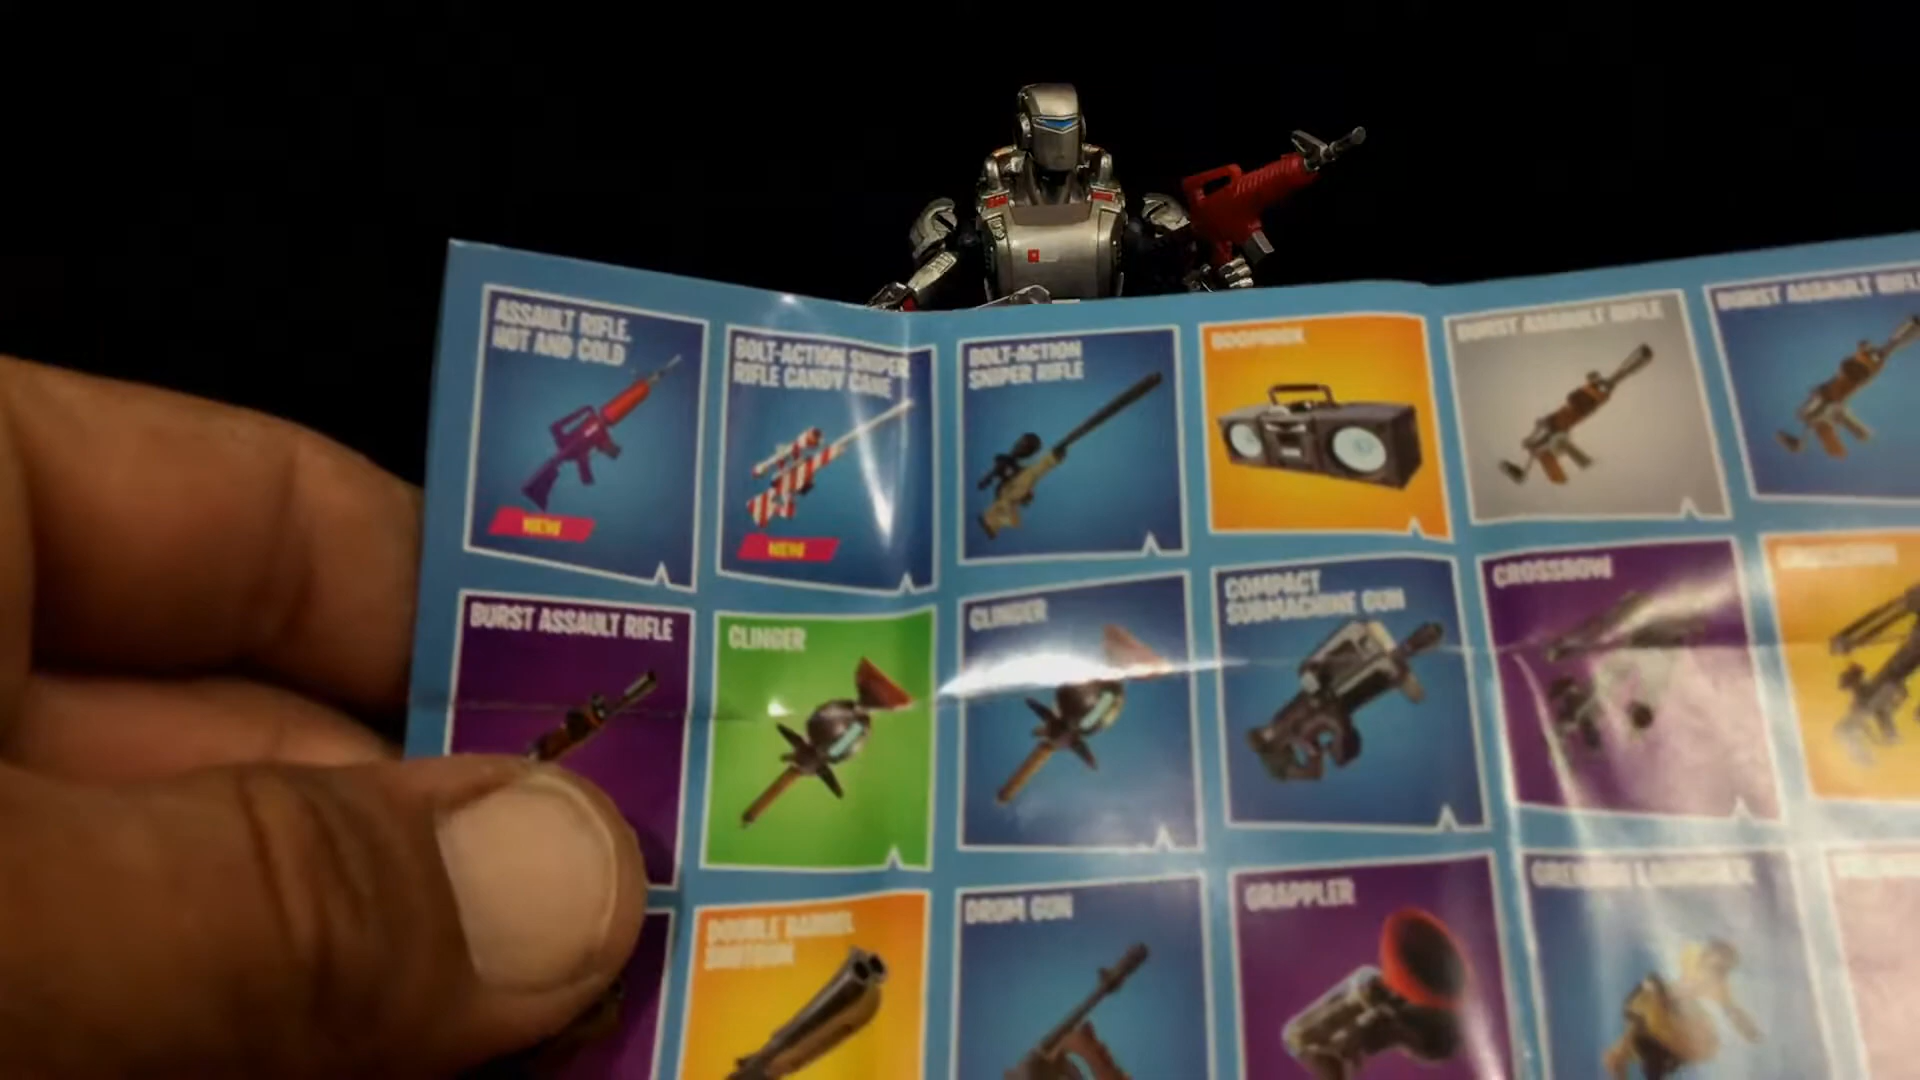 ASSAULT RIFLE,
HOT AND COLD
NEW
BOLT-ACTION SNIPER
RIFLE CANDY CANE
NEW
BOLT-ACTION
SNIPER RIFLE
BOOMBOX
BURST ASSAULT RIFLE
BURST ASSAULT RIFLE
BURST ASSAULT RIFLE
CLINGER
CLINGER
COMPACT
SUBMACHINE GUN
CROSSBOW
DOUBLE BARREL
SHOTGUN
DRUM GUN
GRAPPLER
GRENADE LAUNCHER